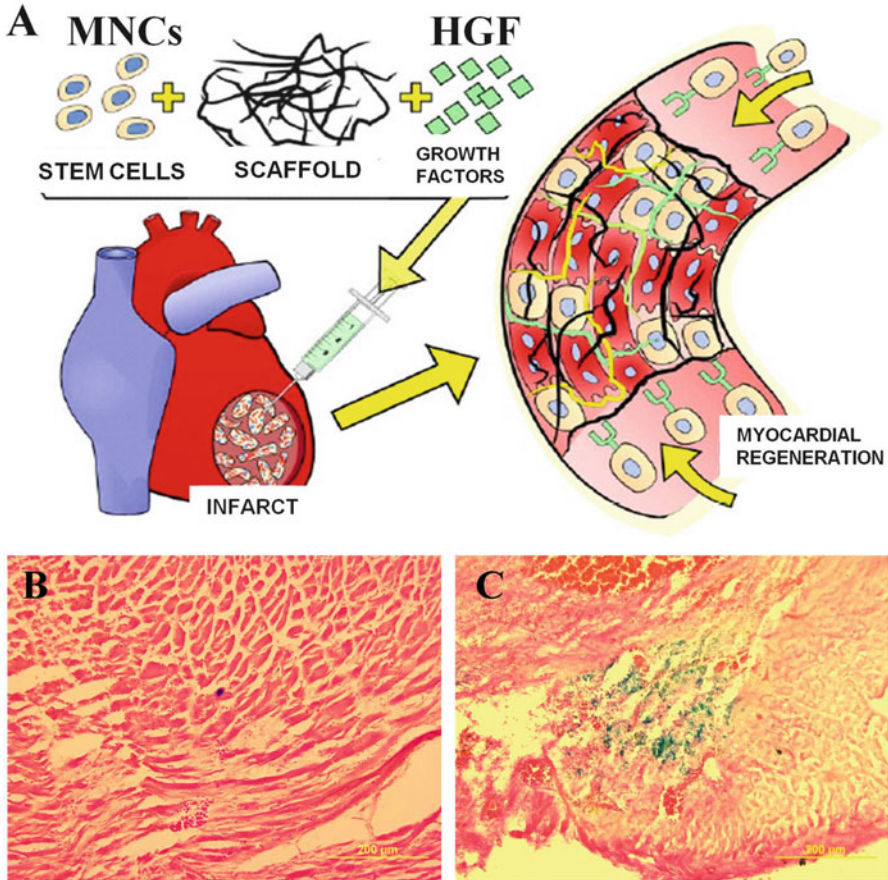 A
MNCs
HGF
STEM CELLS
SCAFFOLD
GROWTH
FACTORS
INFARCT
MYOCARDIAL
REGENERATION
B
200 µm
C
200 µm